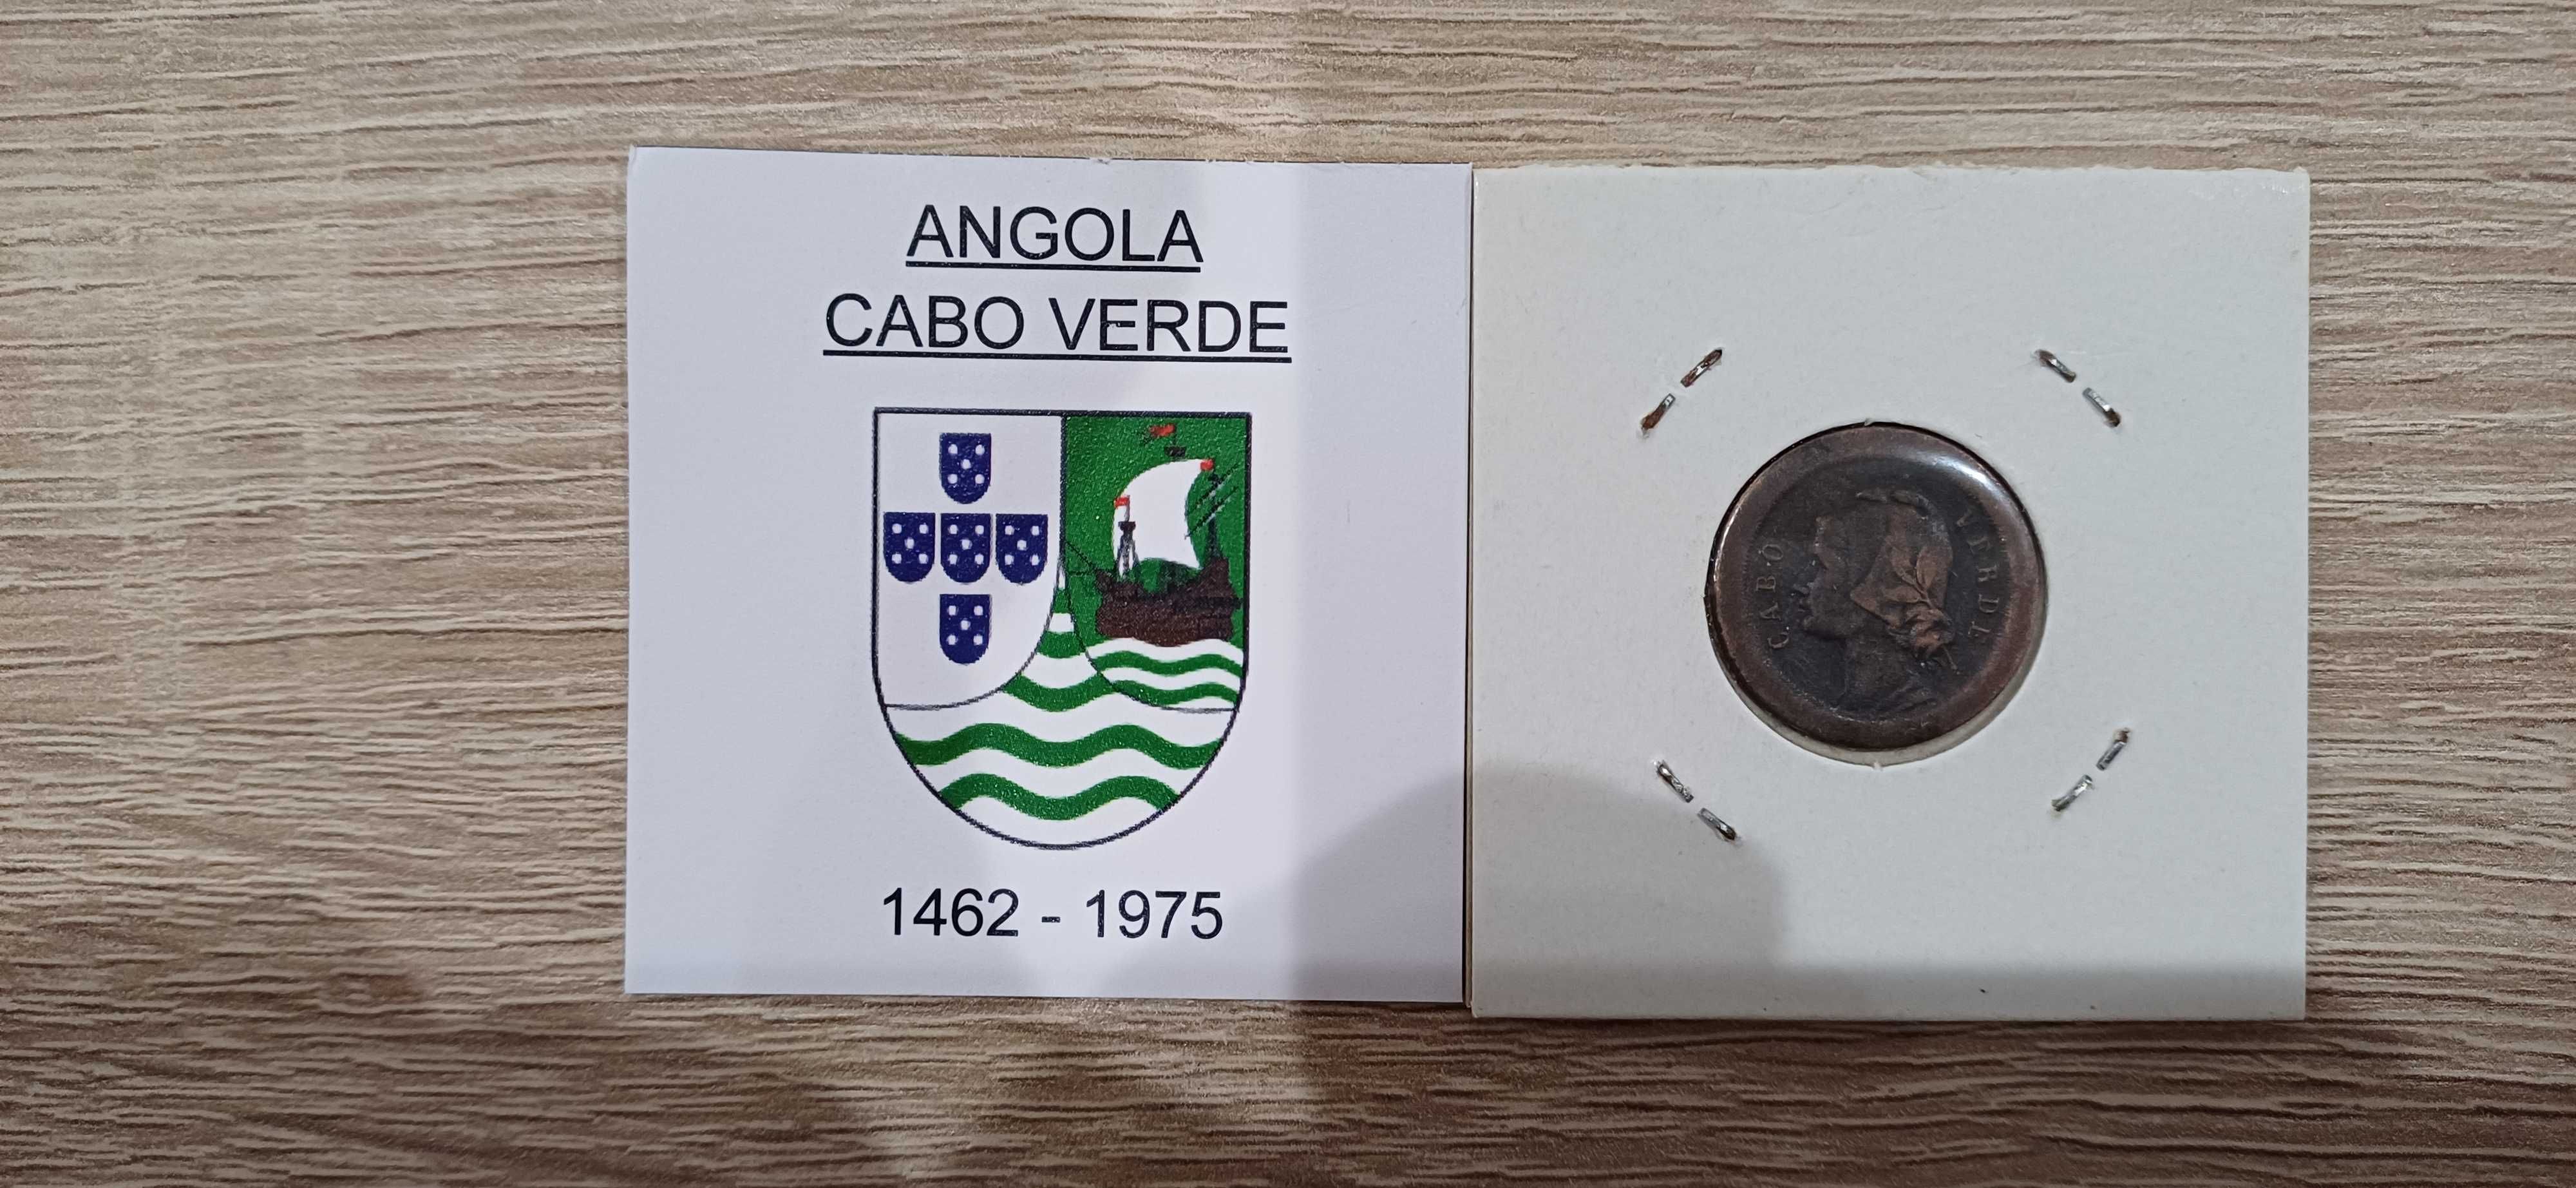 ANGOLA
CABO VERDE
1462 - 1975
CABO VERDE